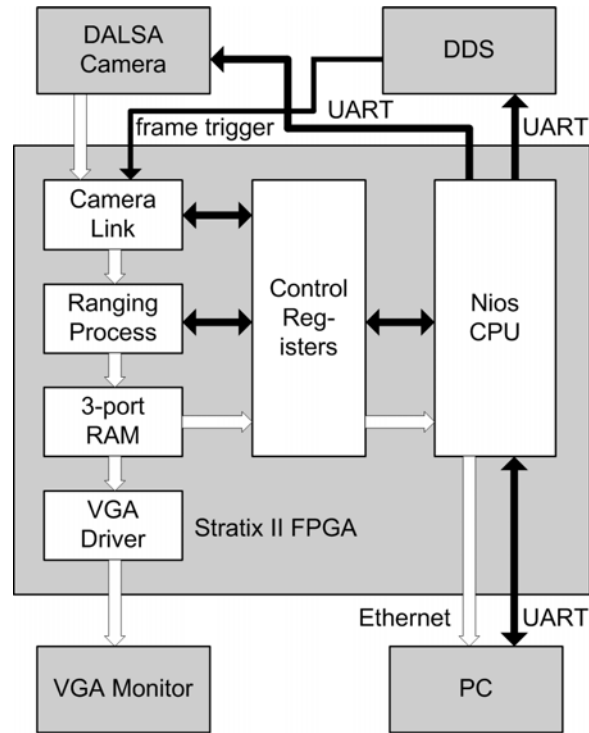 DALSA
Camera
DDS
UART
frame trigger
UART
Camera
Link
Ranging
Process
Control
Reg-
isters
Nios
CPU
3-port
RAM
VGA
Driver
Stratix II FPGA
Ethernet
UART
VGA Monitor
PC